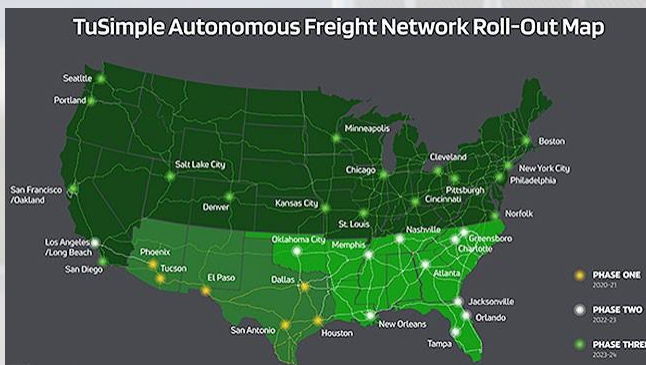 TuSimple Autonomous Freight Network Roll-Out Map
Seatltle
Portland
Minneapolis
Boston
Cleveland
Chicago
New York City
Salt Lake City
Pittsburgh
Philadelphia
San Francisco
/Oakland
Denver
Kansas City
Cincinnati
St. Louis
Norfolk
Los Angeles
/Long Beach
Oklahoma City
Memphis
Nashville
Greensboro
Charlotte
San Diego
Phoenix
Tucson
El Paso
Dallas
Atlanta
San Antonio
Houston
New Orleans
Jacksonville
Orlando
Tampa
PHASE ONE
2020-21
PHASE TWO
2022-23
PHASE THREE
2023-24